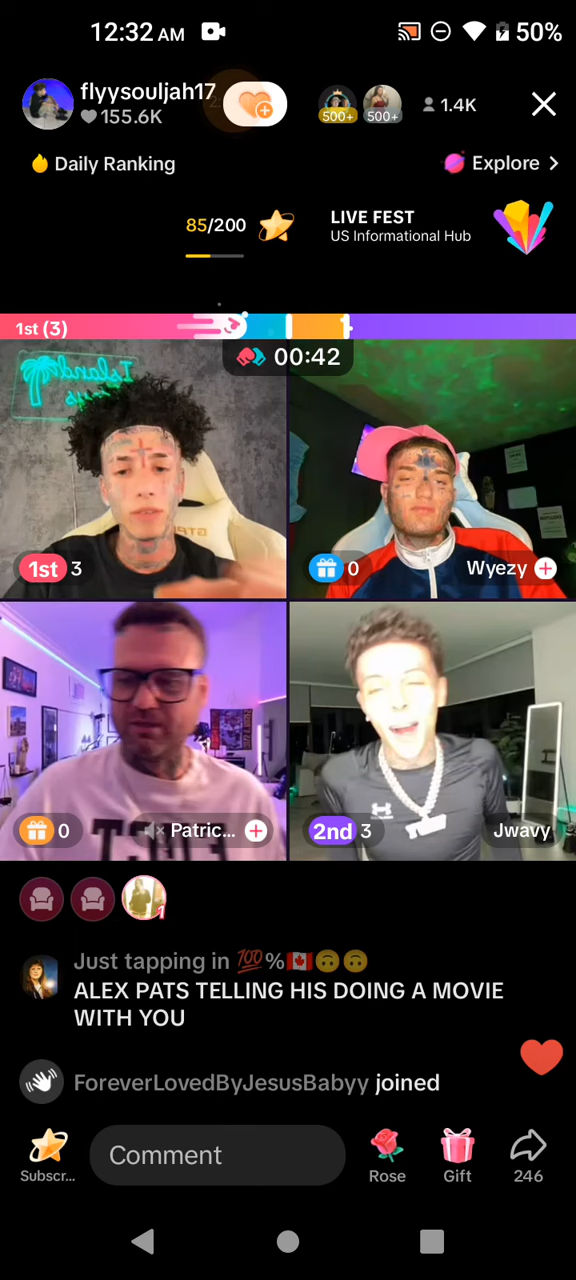 12:32 AM
50%
flyysouljah17
155.6K
500+
500+
1.4K
Daily Ranking
Explore >
85/200
LIVE FEST
US Informational Hub
1st (3)
00:42
Island
1st 3
0
Wyezy
0
Patric...
2nd 3
Jwavy
Just tapping in 💯%🇨🇦🙃🙃
ALEX PATS TELLING HIS DOING A MOVIE
WITH YOU
ForeverLovedByJesusBabyy joined
Subscr...
Comment
Rose
Gift
246